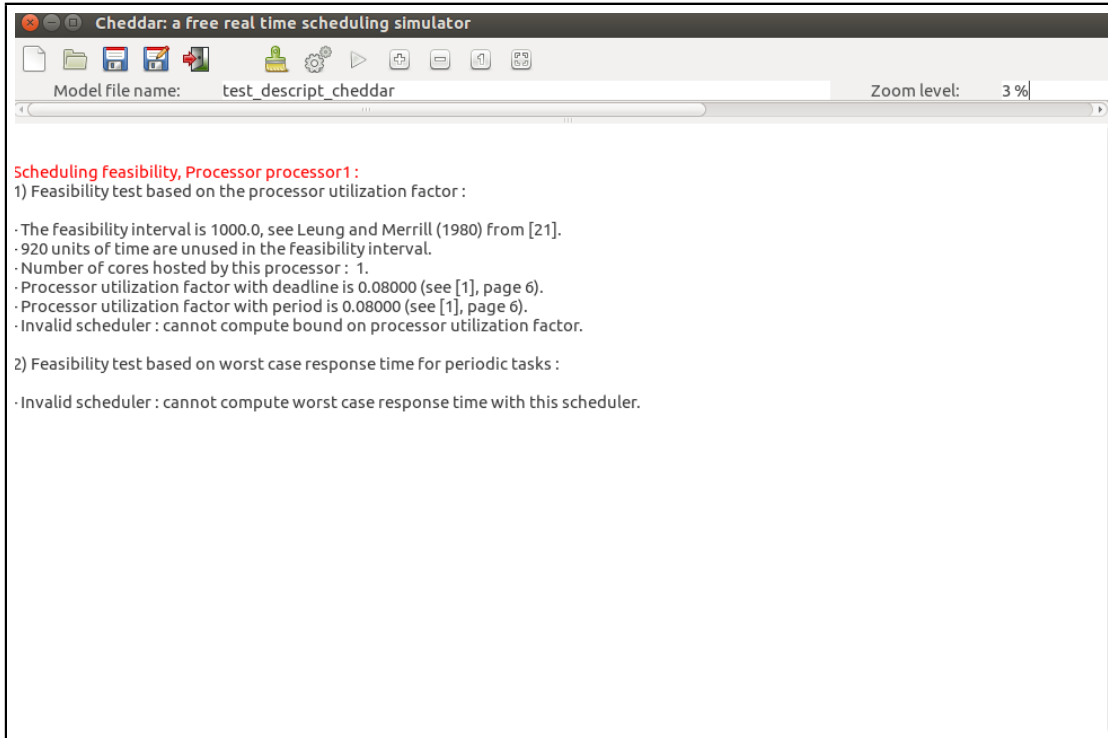 Cheddar: a free real time scheduling simulator
Model file name: test_descript_cheddar Zoom level: 3 %
Scheduling feasibility, Processor processor1 :
1) Feasibility test based on the processor utilization factor :
- The feasibility interval is 1000.0, see Leung and Merrill (1980) from [21].
- 920 units of time are unused in the feasibility interval.
- Number of cores hosted by this processor : 1.
- Processor utilization factor with deadline is 0.08000 (see [1], page 6).
- Processor utilization factor with period is 0.08000 (see [1], page 6).
- Invalid scheduler : cannot compute bound on processor utilization factor.
2) Feasibility test based on worst case response time for periodic tasks :
- Invalid scheduler : cannot compute worst case response time with this scheduler.